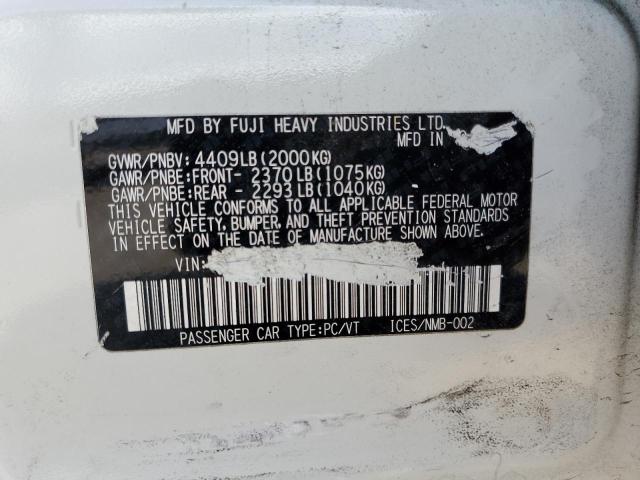 MFD BY FUJI HEAVY INDUSTRIES LTD.
MFD IN
GVWR/PNBV: 4409LB(2000KG)
GAWR/PNBE:FRONT- 2370LB(1075KG)
GAWR/PNBE:REAR - 2293LB(1040KG)
THIS VEHICLE CONFORMS TO ALL APPLICABLE FEDERAL MOTOR
VEHICLE SAFETY, BUMPER, AND THEFT PREVENTION STANDARDS
IN EFFECT ON THE DATE OF MANUFACTURE SHOWN ABOVE.
VIN:
PASSENGER CAR TYPE:PC/VT ICES/NMB-002